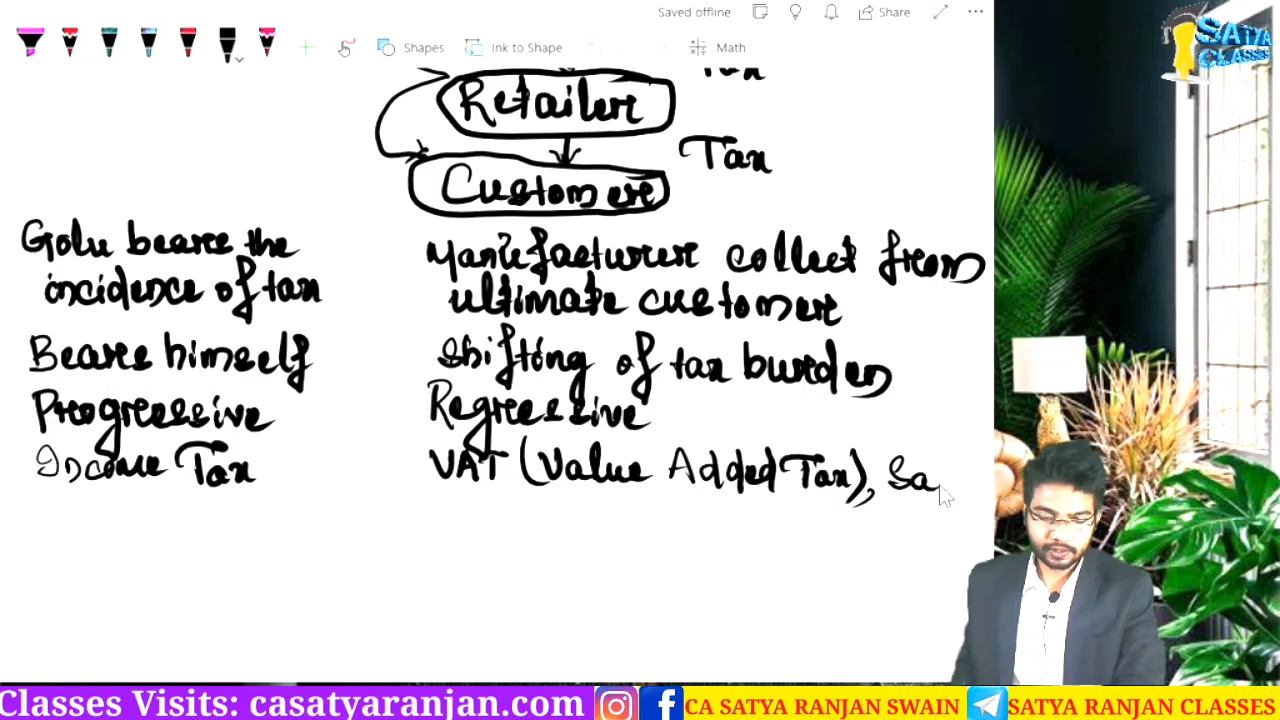 Saved offline
Share
Shapes
Ink to Shape
Math
SATYA
CLASSES
Tax
Retailer
Tax
Customer
Golu bears the
incidence of tax
Manufacturer collect from
ultimate customer
Bears himself
Shifting of tax burden
Progressive
Regressive
Income Tax
VAT (Value Added Tax), Sa
Classes Visits: casatyaranjan.com
CA SATYA RANJAN SWAIN
SATYA RANJAN CLASSES